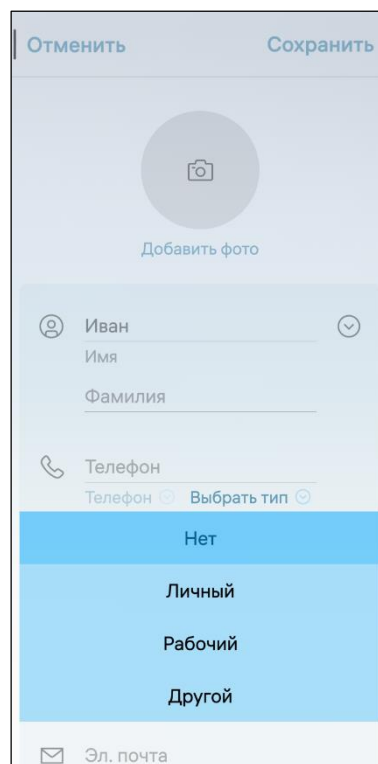 Отменить Сохранить
Добавить фото
Иван
Имя
Фамилия
Телефон
Телефон Выбрать тип
Нет
Личный
Рабочий
Другой
Эл. почта